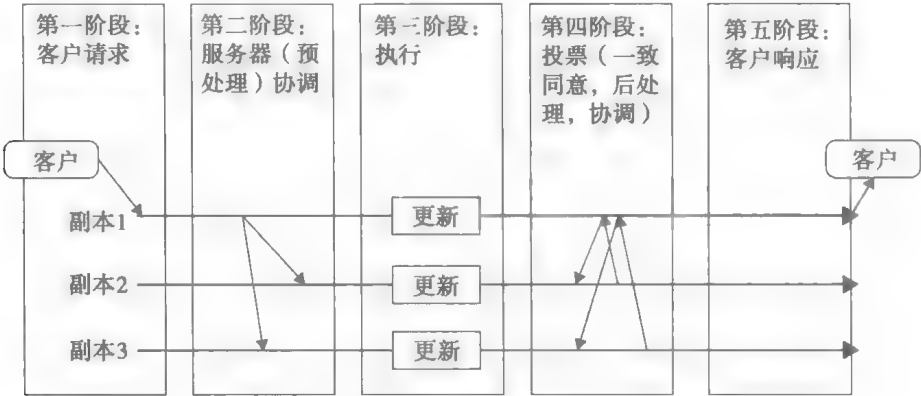 第一阶段：
客户请求
第二阶段：
服务器（预
处理）协调
第三阶段：
执行
第四阶段：
投票（一致
同意，后处
理，协调）
第五阶段：
客户响应
客户
客户
副本1
更新
副本2
更新
副本3
更新